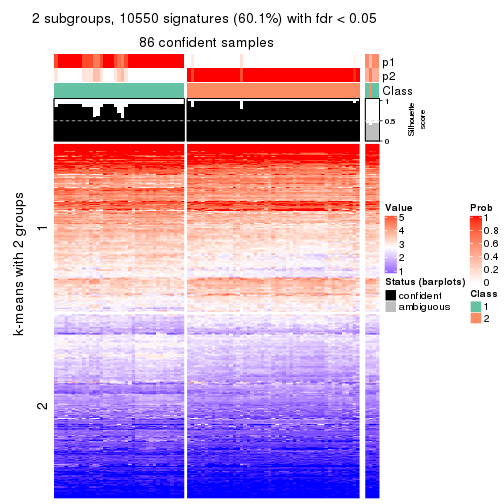 2 subgroups, 10550 signatures (60.1%) with fdr < 0.05
86 confident samples
p1
p2
Class
1
0.5
0
Silhouette
score
k-means with 2 groups
1
2
Value
5
4
3
2
1
Status (barplots)
confident
ambiguous
Prob
1
0.8
0.6
0.4
0.2
0
Class
1
2